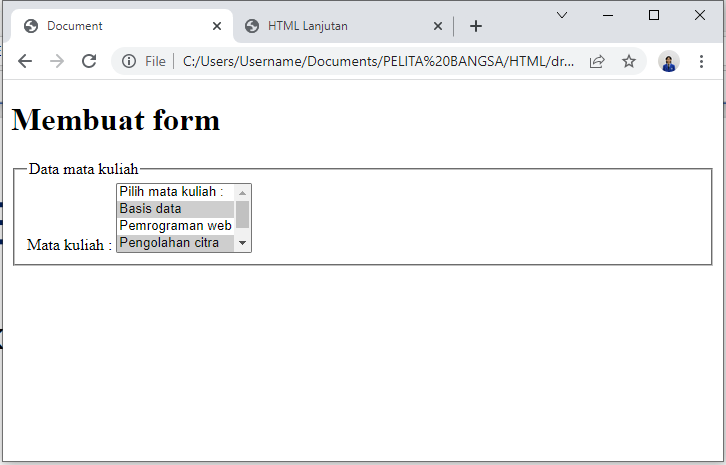 Document
HTML Lanjutan
File
C:/Users/Username/Documents/PELITA%20BANGSA/HTML/dr...
Membuat form
Data mata kuliah
Pilih mata kuliah :
Basis data
Pemrograman web
Mata kuliah : Pengolahan citra